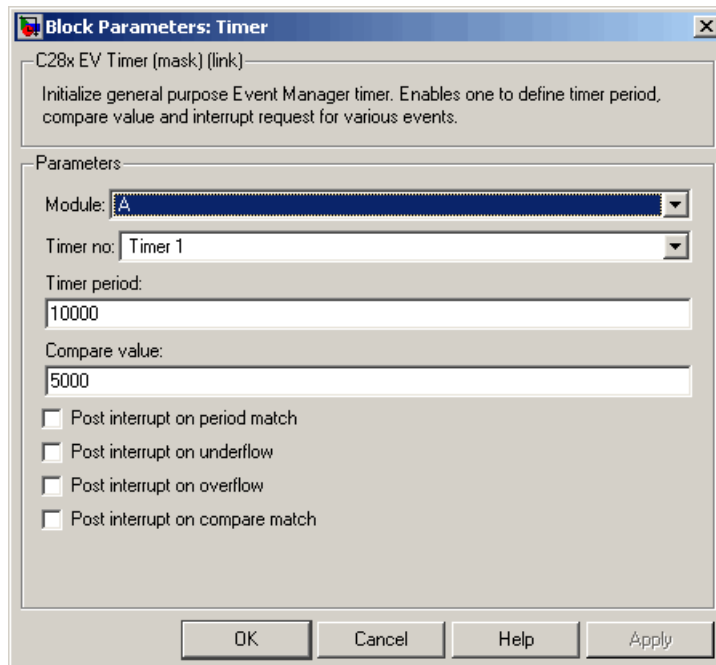 Block Parameters: Timer
C28x EV Timer (mask) (link)
Initialize general purpose Event Manager timer. Enables one to define timer period,
compare value and interrupt request for various events.
Parameters
Module: A
Timer no: Timer 1
Timer period:
10000
Compare value:
5000
Post interrupt on period match
Post interrupt on underflow
Post interrupt on overflow
Post interrupt on compare match
OK Cancel Help Apply